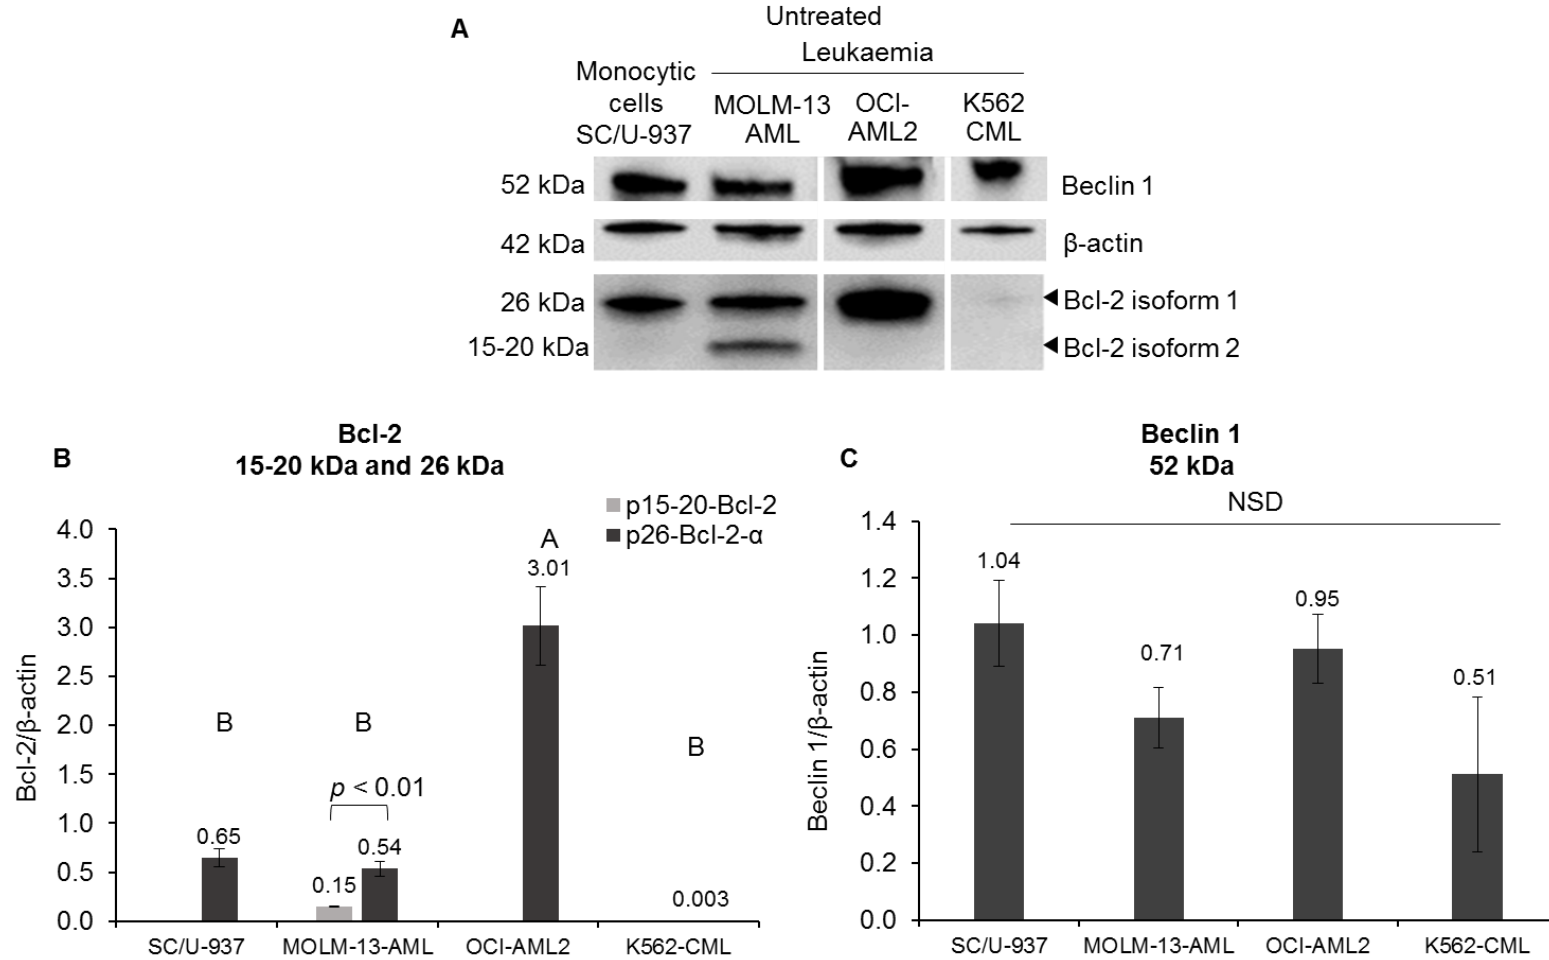 A
Untreated
Leukaemia
Monocytic
cells
SC/U-937
MOLM-13
AML
OCI-
AML2
K562
CML
52 kDa
Beclin 1
42 kDa
β-actin
26 kDa
◄Bcl-2 isoform 1
15-20 kDa
◄Bcl-2 isoform 2
B
Bcl-2
15-20 kDa and 26 kDa
p15-20-Bcl-2
p26-Bcl-2-α
Bcl-2/β-actin
4.0
3.5
3.0
2.5
2.0
1.5
1.0
0.5
0.0
B
0.65
B
p < 0.01
0.15
0.54
A
3.01
B
0.003
SC/U-937
MOLM-13-AML
OCI-AML2
K562-CML
C
Beclin 1
52 kDa
NSD
Beclin 1/β-actin
1.4
1.2
1.0
0.8
0.6
0.4
0.2
0.0
1.04
0.71
0.95
0.51
SC/U-937
MOLM-13-AML
OCI-AML2
K562-CML